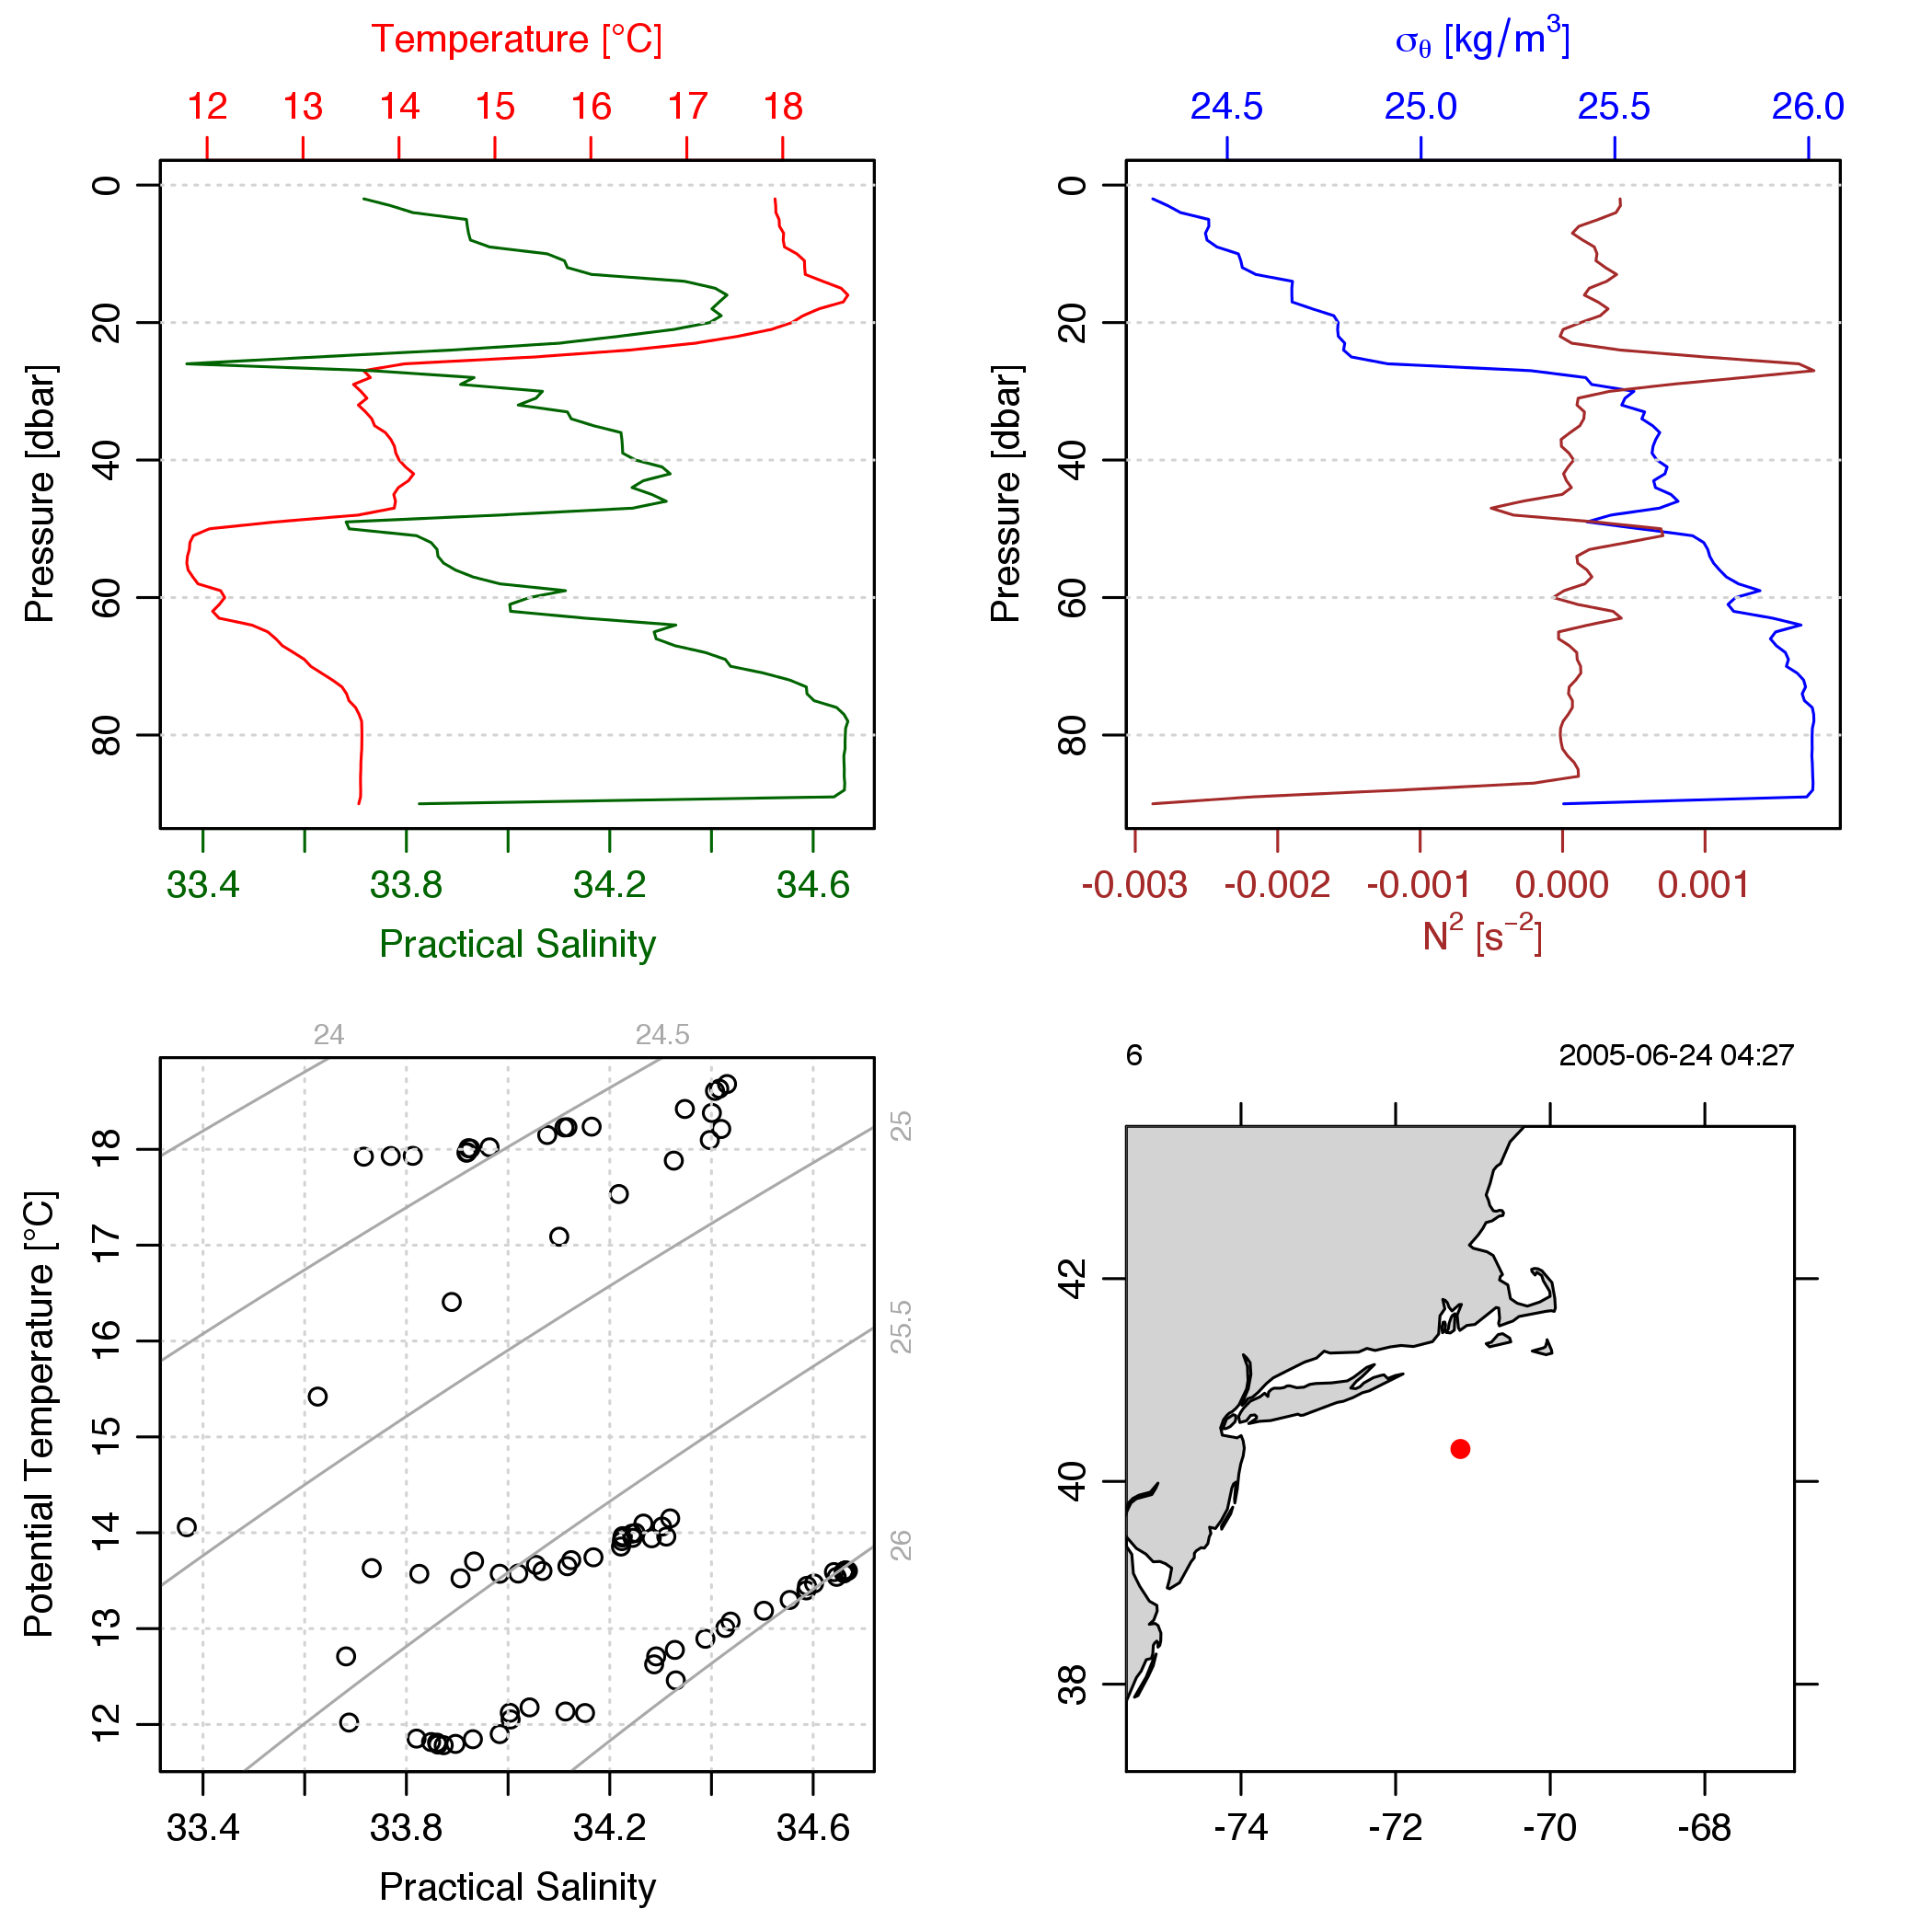 Temperature [°C]
12 13 14 15 16 17 18
0
20
40
60
80
Pressure [dbar]
33.4 33.8 34.2 34.6
Practical Salinity
σθ [kg/m³]
24.5 25.0 25.5 26.0
0
20
40
60
80
Pressure [dbar]
-0.003 -0.002 -0.001 0.000 0.001
N² [s⁻²]
24 24.5
25
25.5
26
18
17
16
15
14
13
12
Potential Temperature [°C]
33.4 33.8 34.2 34.6
Practical Salinity
6 2005-06-24 04:27
42
40
38
-74 -72 -70 -68